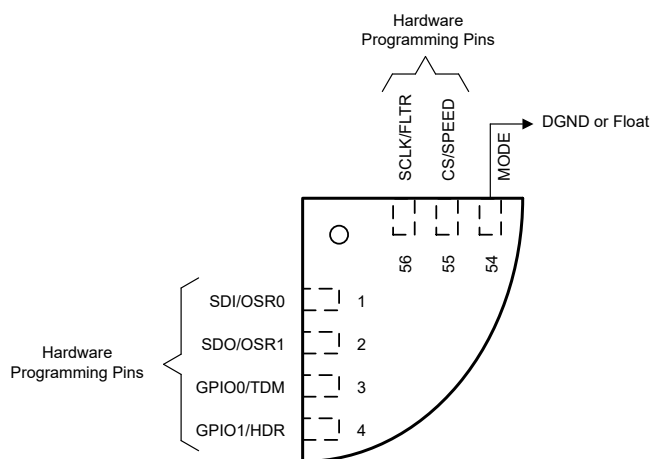 Hardware
Programming Pins
SCLK/FLTR
CS/SPEED
MODE
DGND or Float
56
55
54
SDI/OSR0
1
SDO/OSR1
2
Hardware
Programming Pins
GPIO0/TDM
3
GPIO1/HDR
4